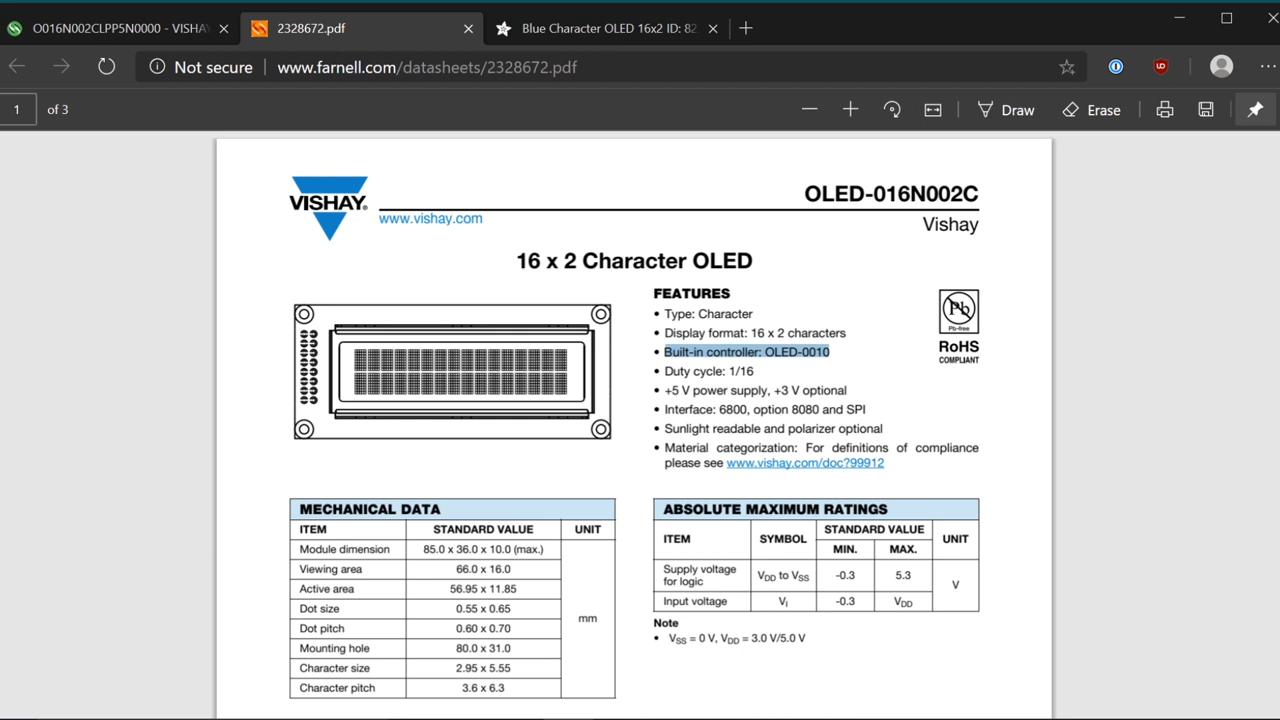 O016N002CLPP5N0000 - VISHA
2328672.pdf
Blue Character OLED 16x2 ID: 82
Not secure
www.farnell.com/datasheets/2328672.pdf
1 of 3
Draw
Erase
VISHAY®
www.vishay.com
OLED-016N002C
Vishay
16 x 2 Character OLED
FEATURES
• Type: Character
• Display format: 16 x 2 characters
• Built-in controller: OLED-0010
• Duty cycle: 1/16
• +5 V power supply, +3 V optional
• Interface: 6800, option 8080 and SPI
• Sunlight readable and polarizer optional
• Material categorization: For definitions of compliance
please see www.vishay.com/doc?99912
Pb
Pb-free
RoHS
COMPLIANT
MECHANICAL DATA
ITEM STANDARD VALUE UNIT
Module dimension 85.0 x 36.0 x 10.0 (max.)
Viewing area 66.0 x 16.0
Active area 56.95 x 11.85
Dot size 0.55 x 0.65
mm
Dot pitch 0.60 x 0.70
Mounting hole 80.0 x 31.0
Character size 2.95 x 5.55
Character pitch 3.6 x 6.3
ABSOLUTE MAXIMUM RATINGS
ITEM SYMBOL STANDARD VALUE UNIT
MIN. MAX.
Supply voltage
for logic VDD to VSS -0.3 5.3 V
Input voltage VI -0.3 VDD
Note
• VSS = 0 V, VDD = 3.0 V/5.0 V